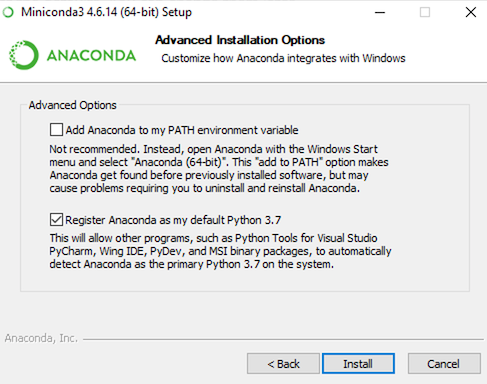 Miniconda3 4.6.14 (64-bit) Setup
ANACONDA
Advanced Installation Options
Customize how Anaconda integrates with Windows
Advanced Options
Add Anaconda to my PATH environment variable
Not recommended. Instead, open Anaconda with the Windows Start
menu and select "Anaconda (64-bit)". This "add to PATH" option makes
Anaconda get found before previously installed software, but may
cause problems requiring you to uninstall and reinstall Anaconda.
Register Anaconda as my default Python 3.7
This will allow other programs, such as Python Tools for Visual Studio
PyCharm, Wing IDE, PyDev, and MSI binary packages, to automatically
detect Anaconda as the primary Python 3.7 on the system.
Anaconda, Inc.
< Back
Install
Cancel